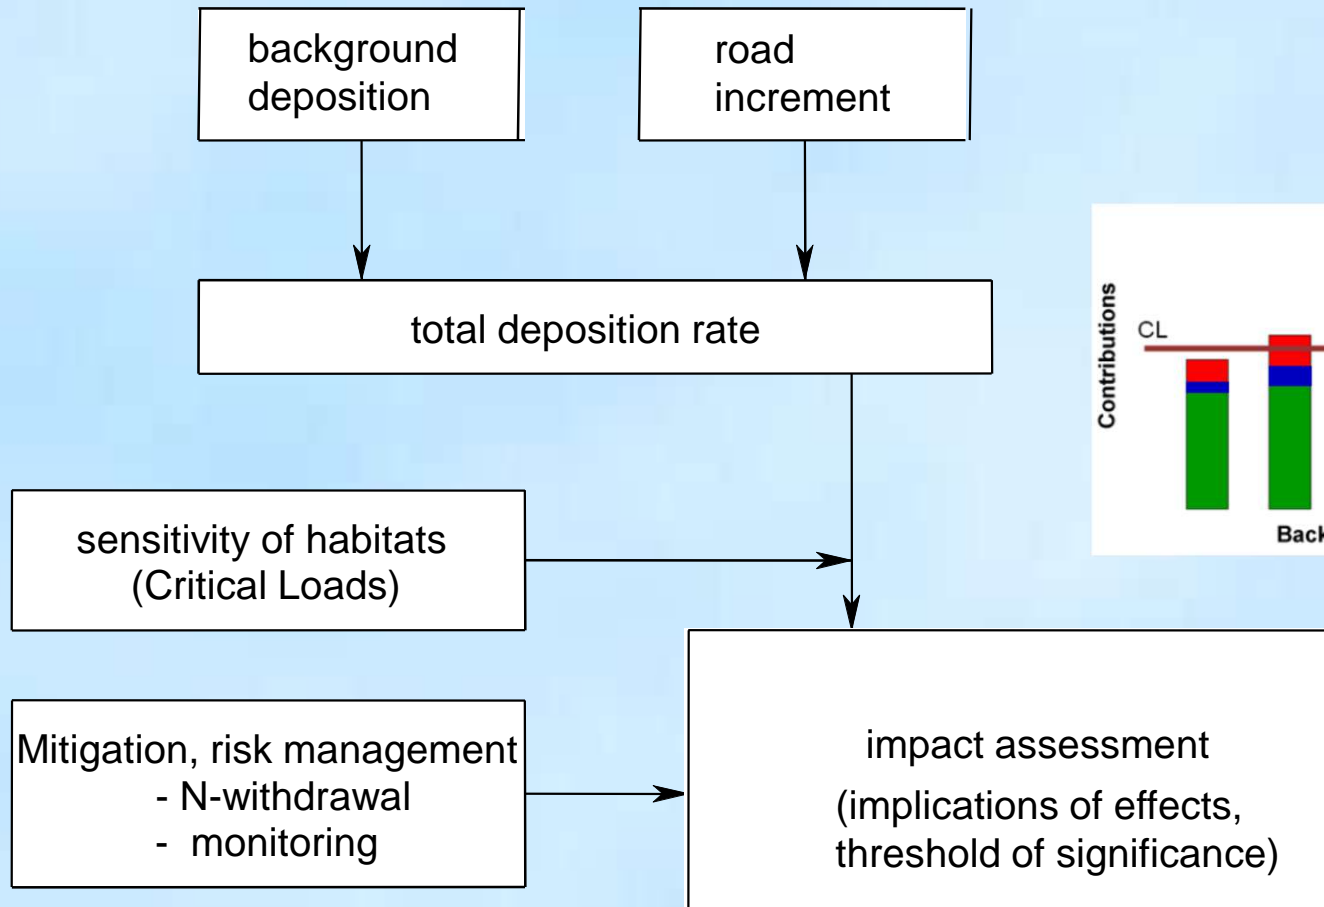 background
deposition
road
increment
total deposition rate
Contributions
CL
Back
sensitivity of habitats
(Critical Loads)
Mitigation, risk management
- N-withdrawal
- monitoring
impact assessment
(implications of effects,
threshold of significance)